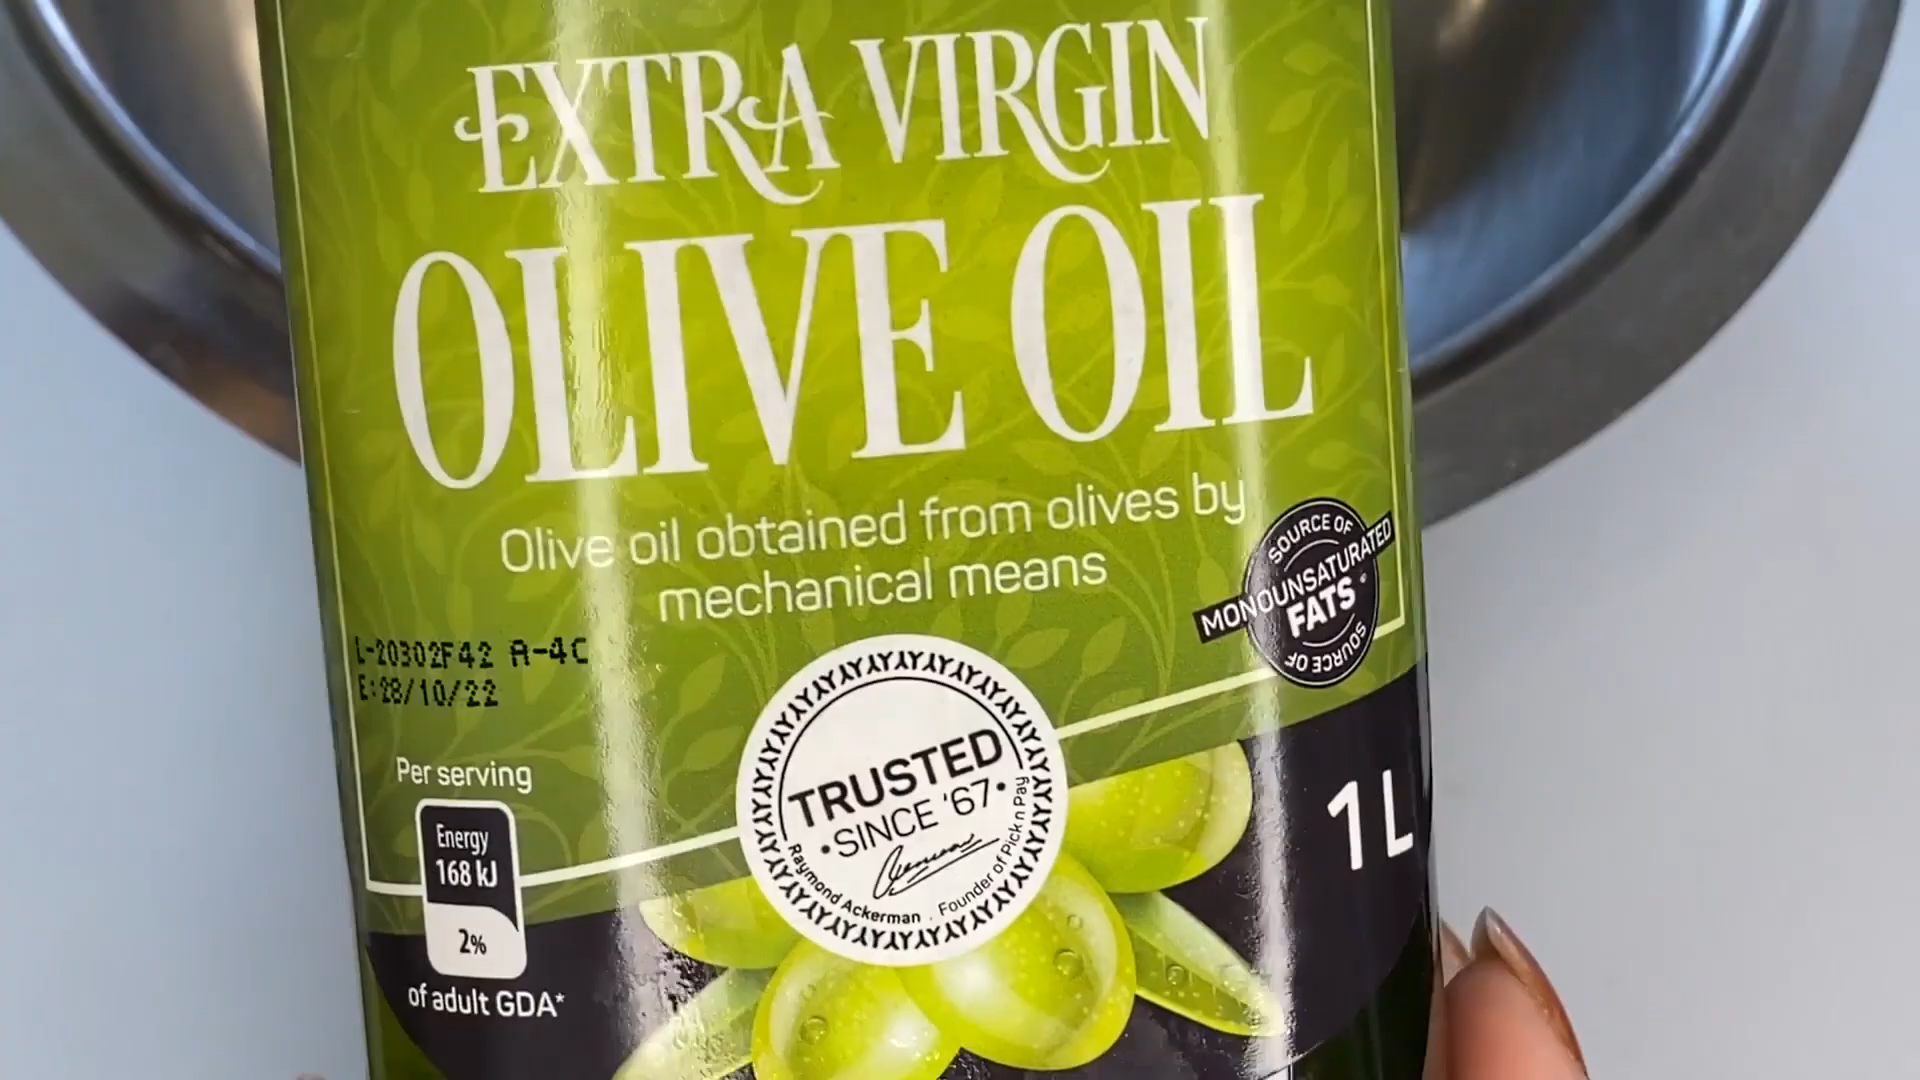 EXTRA VIRGIN
OLIVE OIL
Olive oil obtained from olives by
mechanical means
SOURCE OF
MONOUNSATURATED
FATS
SOURCE OF
L-20302F42 A-4C
E:28/10/22
TRUSTED
•SINCE '67•
Raymond Ackerman . Founder of Pick n Pay
1 L
Per serving
Energy
168 kJ
2%
of adult GDA*